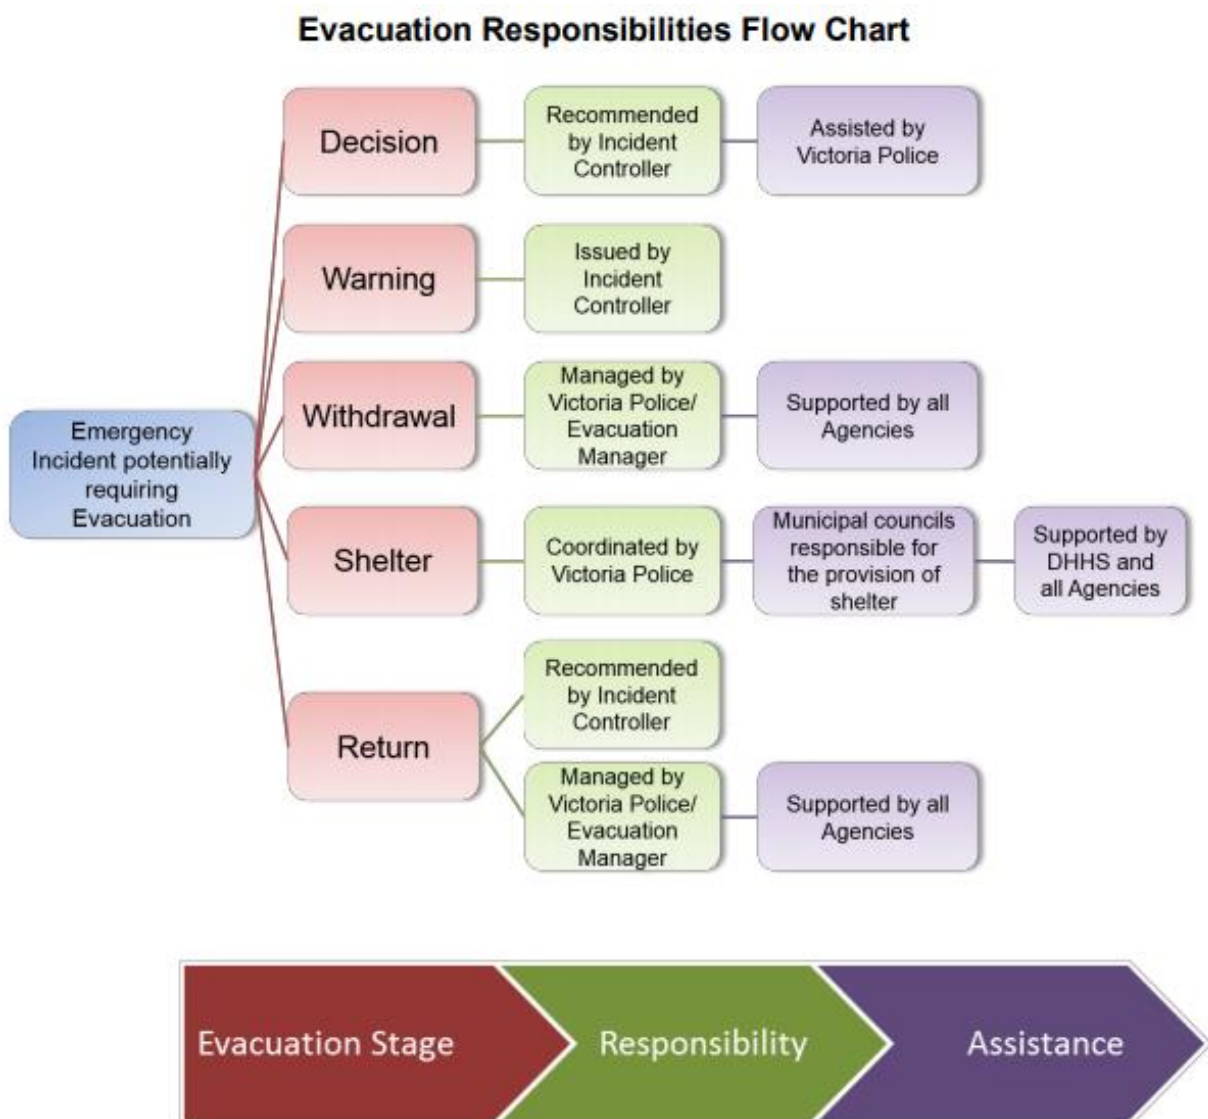 Evacuation Responsibilities Flow Chart
Decision
Recommended
by Incident
Controller
Assisted by
Victoria Police
Warning
Issued by
Incident
Controller
Emergency
Incident potentially
requiring
Evacuation
Withdrawal
Managed by
Victoria Police/
Evacuation
Manager
Supported by all
Agencies
Shelter
Coordinated by
Victoria Police
Municipal councils
responsible for
the provision of
shelter
Supported by
DHHS and
all Agencies
Return
Recommended
by Incident
Controller
Managed by
Victoria Police/
Evacuation
Manager
Supported by all
Agencies
Evacuation Stage
Responsibility
Assistance